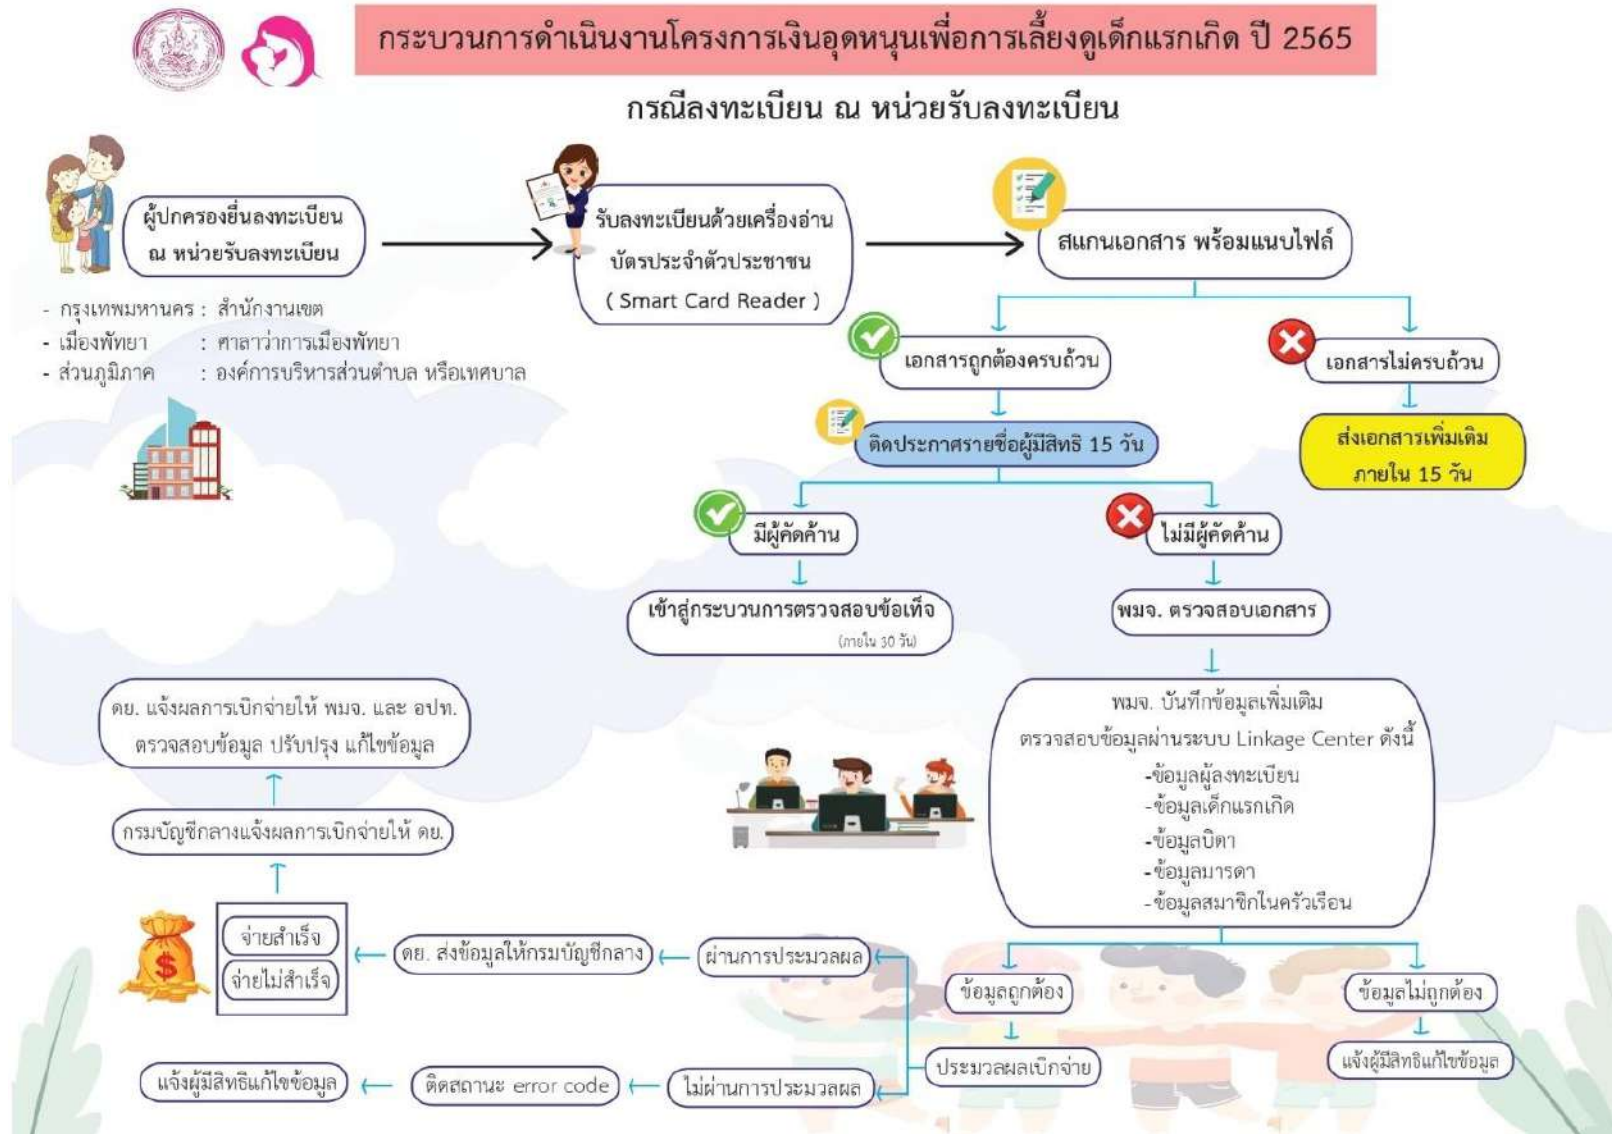 กระบวนการดำเนินงานโครงการเงินอุดหนุนเพื่อการเลี้ยงดูเด็กแรกเกิด ปี 2565
กรณีลงทะเบียน ณ หน่วยรับลงทะเบียน
ผู้ปกครองยื่นลงทะเบียน
ณ หน่วยรับลงทะเบียน
- กรุงเทพมหานคร : สำนักงานเขต
- เมืองพัทยา : ศาลาว่าการเมืองพัทยา
- ส่วนภูมิภาค : องค์การบริหารส่วนตำบล หรือเทศบาล
รับลงทะเบียนด้วยเครื่องอ่าน
บัตรประจำตัวประชาชน
( Smart Card Reader )
สแกนเอกสาร พร้อมแนบไฟล์
เอกสารถูกต้องครบถ้วน
เอกสารไม่ครบถ้วน
ติดประกาศรายชื่อผู้มีสิทธิ 15 วัน
ส่งเอกสารเพิ่มเติม
ภายใน 15 วัน
มีผู้คัดค้าน
ไม่มีผู้คัดค้าน
เข้าสู่กระบวนการตรวจสอบข้อเท็จ
(ภายใน 30 วัน)
พมจ. ตรวจสอบเอกสาร
พมจ. บันทึกข้อมูลเพิ่มเติม
ตรวจสอบข้อมูลผ่านระบบ Linkage Center ดังนี้
-ข้อมูลผู้ลงทะเบียน
-ข้อมูลเด็กแรกเกิด
-ข้อมูลบิดา
-ข้อมูลมารดา
-ข้อมูลสมาชิกในครัวเรือน
ข้อมูลถูกต้อง
ข้อมูลไม่ถูกต้อง
ประมวลผลเบิกจ่าย
แจ้งผู้มีสิทธิแก้ไขข้อมูล
ผ่านการประมวลผล
ดย. ส่งข้อมูลให้กรมบัญชีกลาง
จ่ายสำเร็จ
จ่ายไม่สำเร็จ
กรมบัญชีกลางแจ้งผลการเบิกจ่ายให้ ดย.
ดย. แจ้งผลการเบิกจ่ายให้ พมจ. และ อปท.
ตรวจสอบข้อมูล ปรับปรุง แก้ไขข้อมูล
ไม่ผ่านการประมวลผล
ติดสถานะ error code
แจ้งผู้มีสิทธิแก้ไขข้อมูล